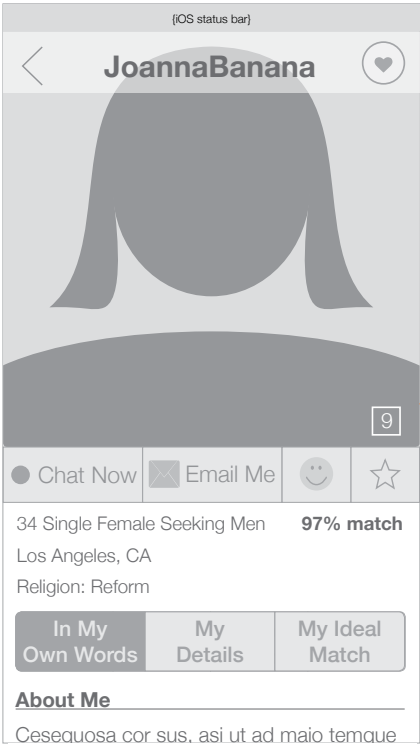 {iOS status bar}
JoannaBanana
9
Chat Now Email Me
34 Single Female Seeking Men 97% match
Los Angeles, CA
Religion: Reform
In My Own Words
My Details
My Ideal Match
About Me
Cesequosa cor sus, asi ut ad maio temque